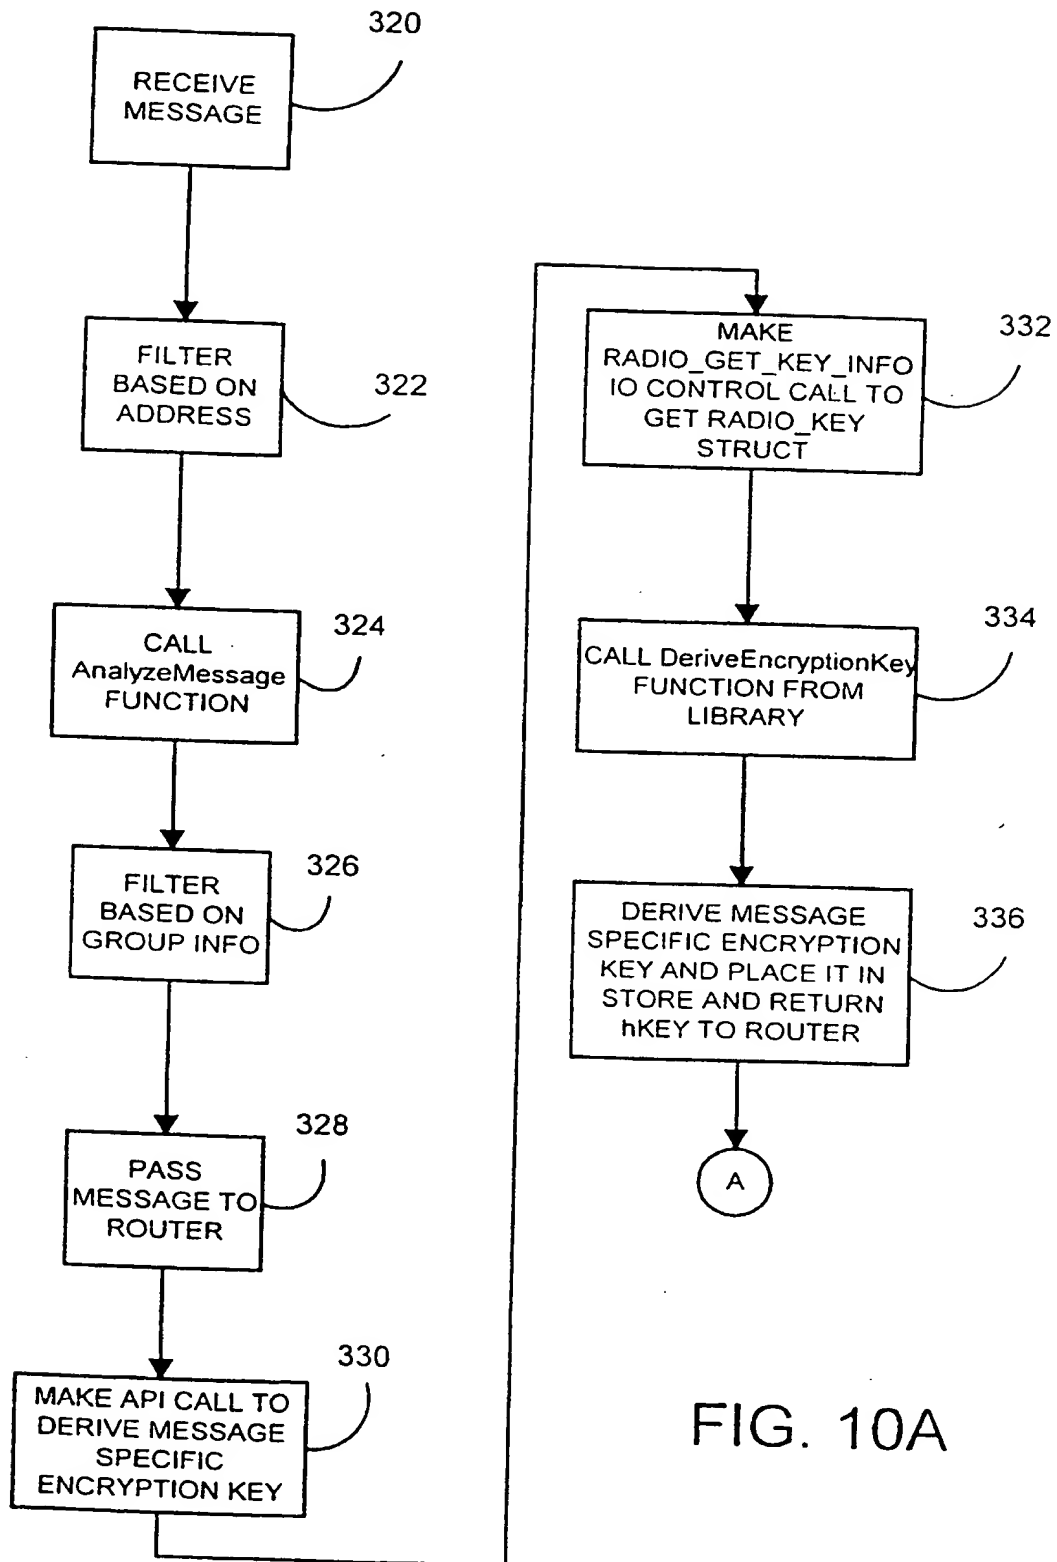 320
RECEIVE
MESSAGE
FILTER
BASED ON
ADDRESS
322
CALL
AnalyzeMessage
FUNCTION
324
FILTER
BASED ON
GROUP INFO
326
PASS
MESSAGE TO
ROUTER
328
MAKE API CALL TO
DERIVE MESSAGE
SPECIFIC
ENCRYPTION KEY
330
MAKE
RADIO_GET_KEY_INFO
IO CONTROL CALL TO
GET RADIO_KEY
STRUCT
332
CALL DeriveEncryptionKey
FUNCTION FROM
LIBRARY
334
DERIVE MESSAGE
SPECIFIC ENCRYPTION
KEY AND PLACE IT IN
STORE AND RETURN
hKEY TO ROUTER
336
A
FIG. 10A